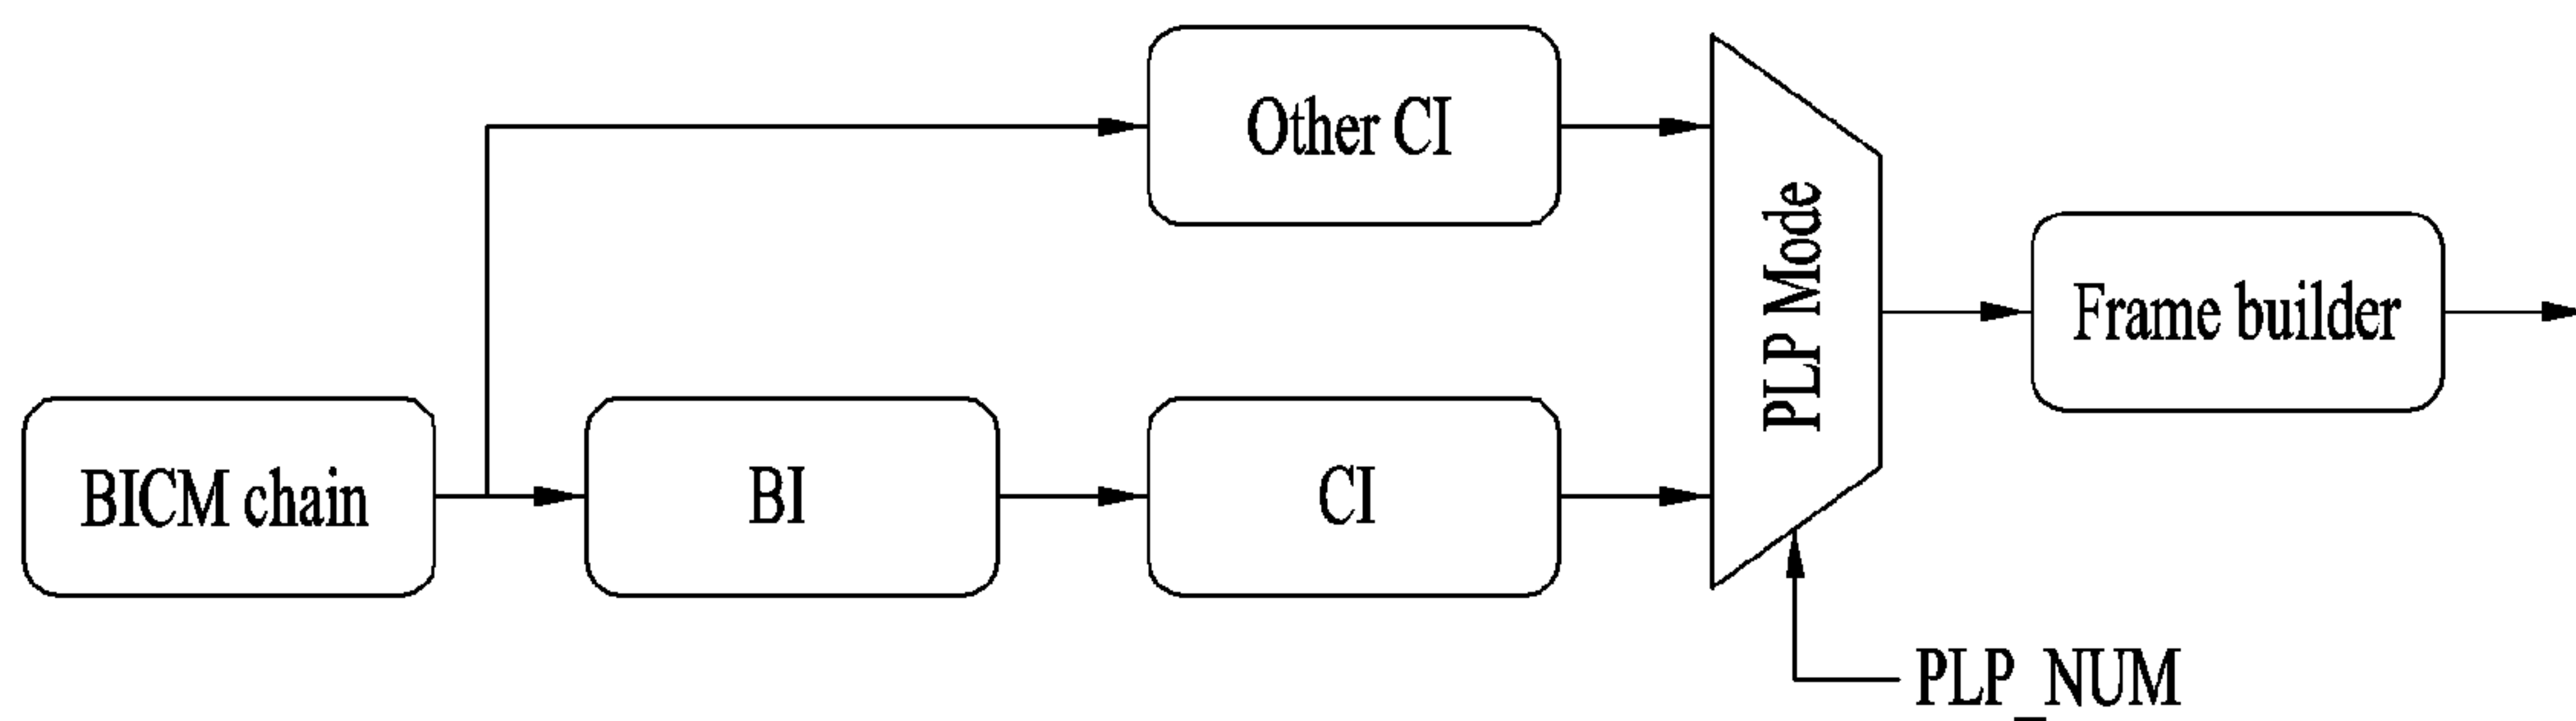 Other CI
PLP Mode
Frame builder
BICM chain
BI
CI
PLP_NUM